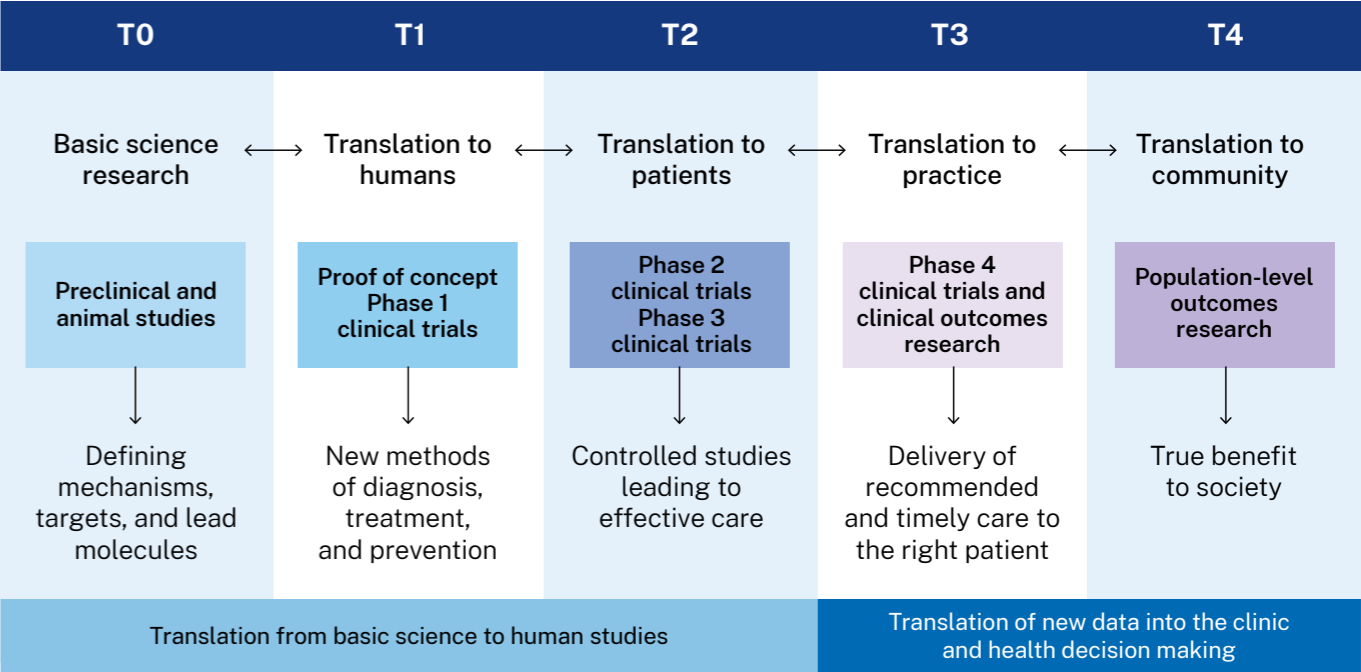 T0
T1
T2
T3
T4
Basic science
research
Translation to
humans
Translation to
patients
Translation to
practice
Translation to
community
Preclinical and
animal studies
Proof of concept
Phase 1
clinical trials
Phase 2
clinical trials
Phase 3
clinical trials
Phase 4
clinical trials and
clinical outcomes
research
Population-level
outcomes
research
Defining
mechanisms,
targets, and lead
molecules
New methods
of diagnosis,
treatment,
and prevention
Controlled studies
leading to
effective care
Delivery of
recommended
and timely care to
the right patient
True benefit
to society
Translation from basic science to human studies
Translation of new data into the clinic
and health decision making